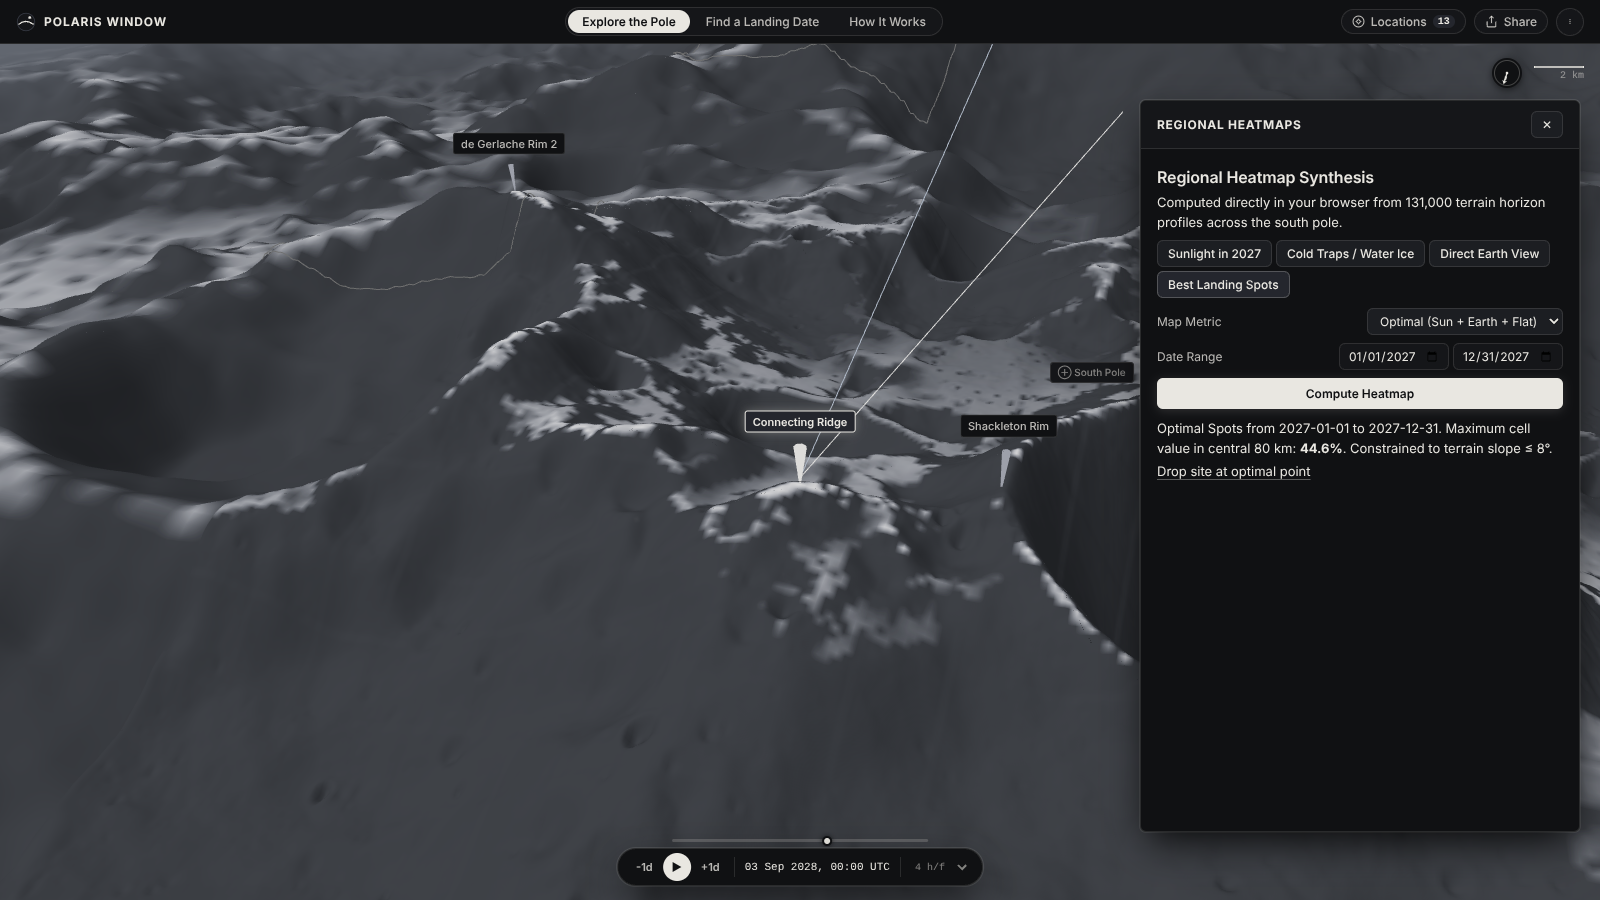 POLARIS WINDOW
Explore the Pole
Find a Landing Date
How It Works
Locations 13
Share
2 km
de Gerlache Rim 2
Connecting Ridge
South Pole
Shackleton Rim
REGIONAL HEATMAPS
Regional Heatmap Synthesis
Computed directly in your browser from 131,000 terrain horizon
profiles across the south pole.
Sunlight in 2027
Cold Traps / Water Ice
Direct Earth View
Best Landing Spots
Map Metric
Optimal (Sun + Earth + Flat)
Date Range
01/01/2027
12/31/2027
Compute Heatmap
Optimal Spots from 2027-01-01 to 2027-12-31. Maximum cell
value in central 80 km: 44.6%. Constrained to terrain slope ≤ 8°.
Drop site at optimal point
-1d
+1d
03 Sep 2028, 00:00 UTC
4 h/f